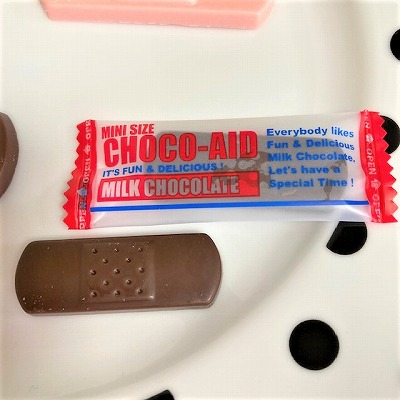 MINI SIZE
CHOCO-AID
IT'S FUN & DELICIOUS!
MILK CHOCOLATE
Everybody likes
Fun & Delicious
Milk Chocolate.
Let's have a
Special Time!
OPEN